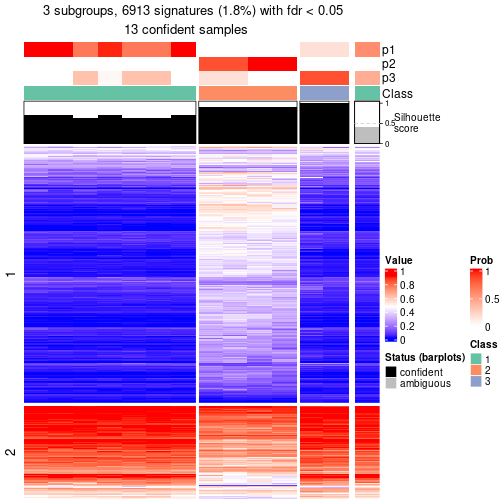 3 subgroups, 6913 signatures (1.8%) with fdr < 0.05
13 confident samples
p1
p2
p3
Class
1
0.5
0
Silhouette
score
1
2
Value
1
0.8
0.6
0.4
0.2
0
Prob
1
0.5
0
Status (barplots)
confident
ambiguous
Class
1
2
3